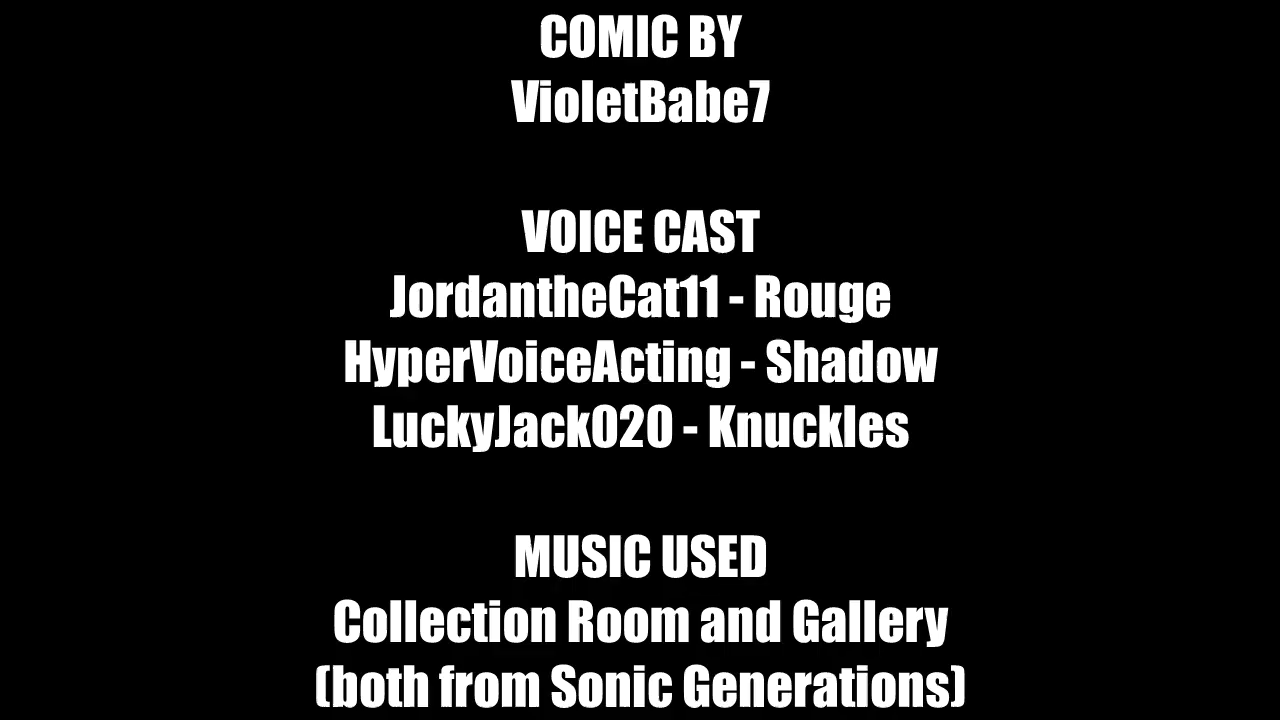 COMIC BY
VioletBabe7
VOICE CAST
JordantheCat11 - Rouge
HyperVoiceActing - Shadow
LuckyJack020 - Knuckles
MUSIC USED
Collection Room and Gallery
(both from Sonic Generations)